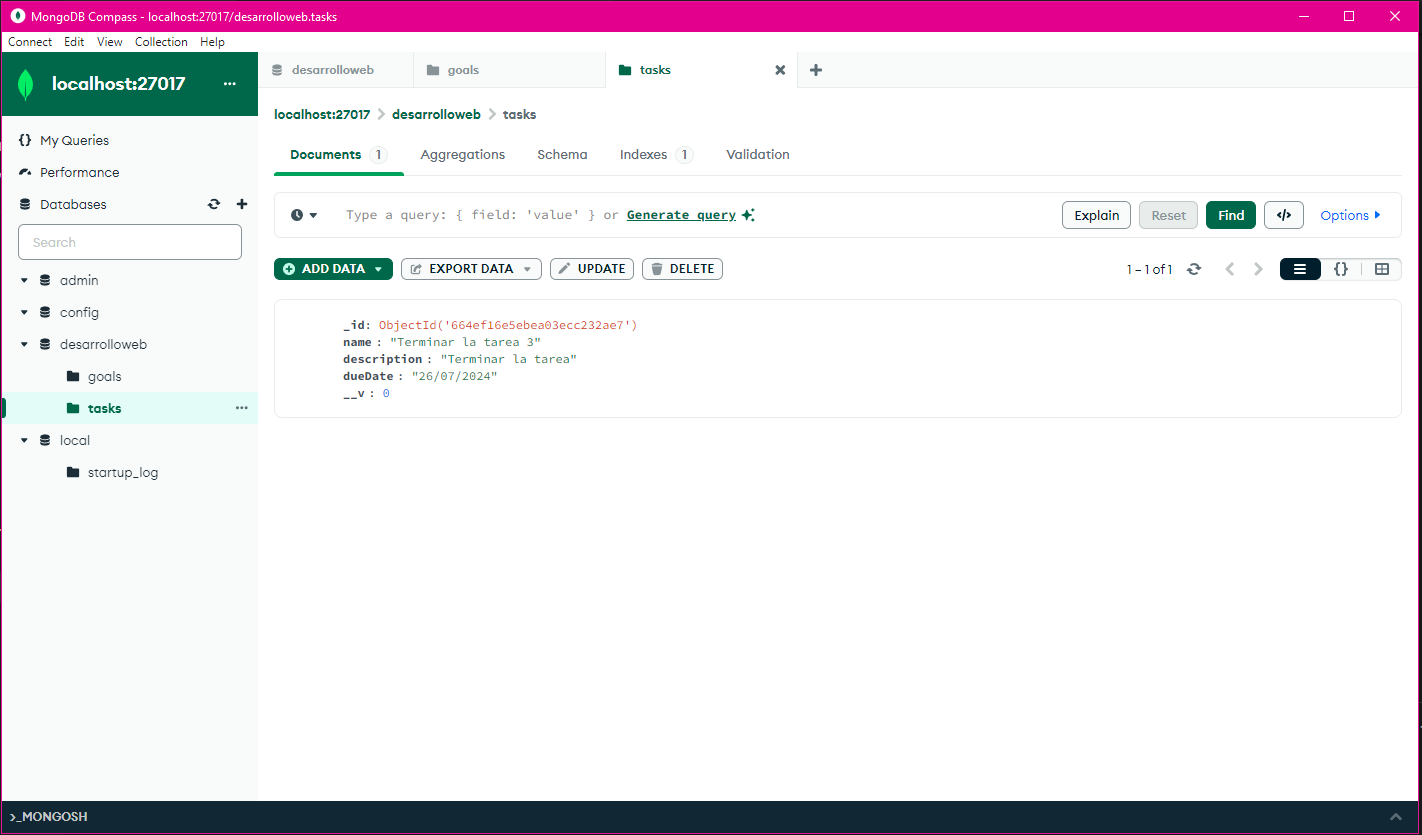 MongoDB Compass - localhost:27017/desarrolloweb.tasks
Connect Edit View Collection Help
localhost:27017 ...
My Queries
Performance
Databases
Search
admin
config
desarrolloweb
goals
tasks ...
local
startup_log
desarrolloweb goals tasks
localhost:27017 > desarrolloweb > tasks
Documents 1 Aggregations Schema Indexes 1 Validation
Type a query: { field: 'value' } or Generate query
Explain Reset Find </> Options
ADD DATA EXPORT DATA UPDATE DELETE
1 – 1 of 1 {}
_id: ObjectId('664ef16e5ebea03ecc232ae7')
name : "Terminar la tarea 3"
description : "Terminar la tarea"
dueDate : "26/07/2024"
__v : 0
>_MONGOSH